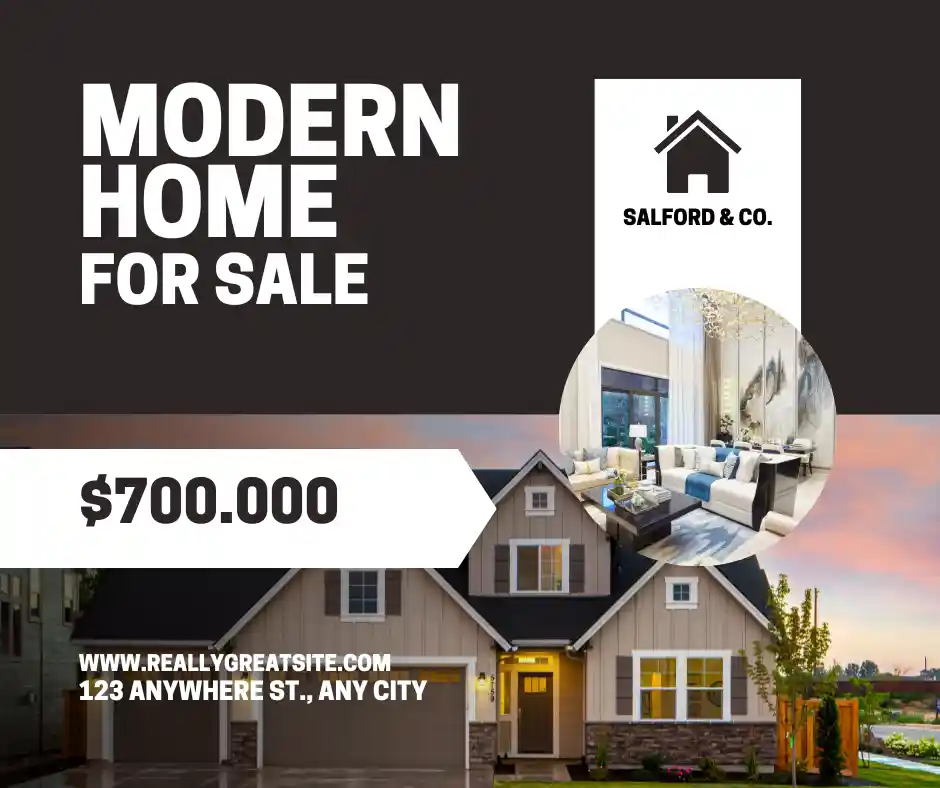 MODERN
HOME
FOR SALE
SALFORD & CO.
$700.000
WWW.REALLYGREATSITE.COM
123 ANYWHERE ST., ANY CITY